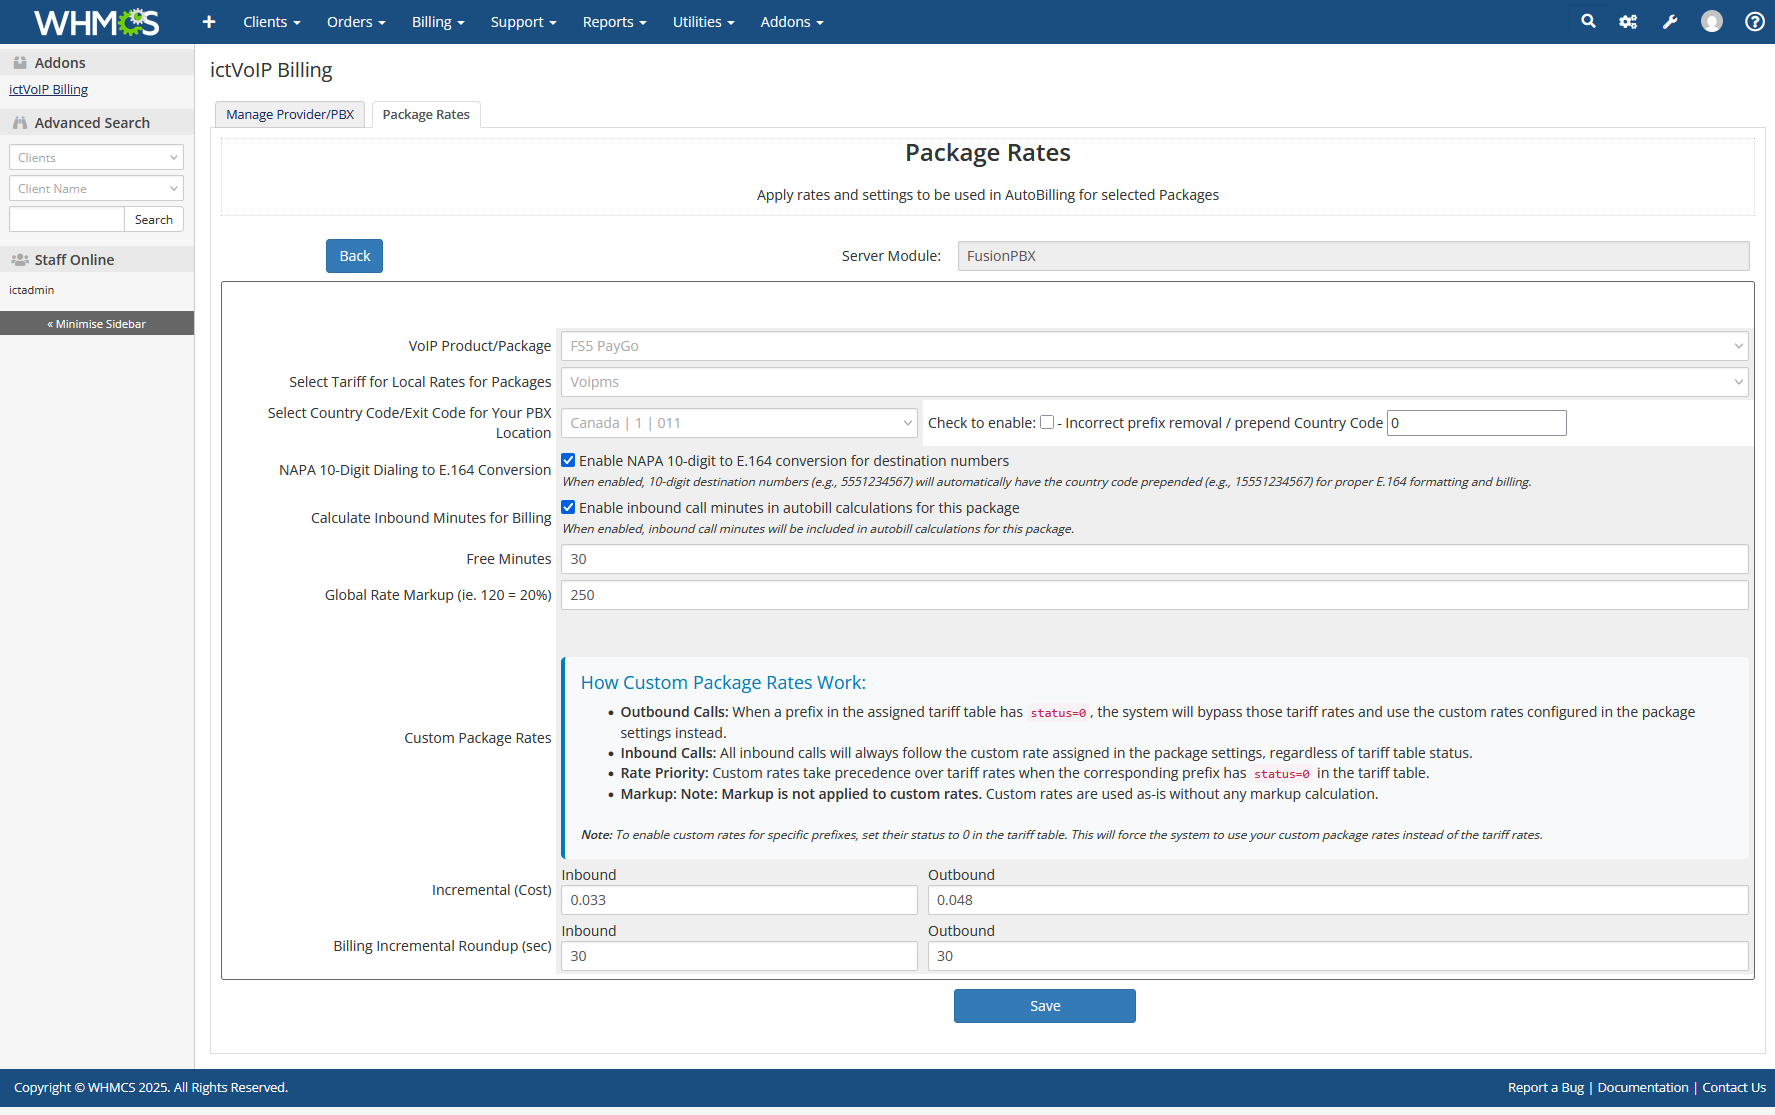 WHMCS
Clients
Orders
Billing
Support
Reports
Utilities
Addons
Addons
ictVoIP Billing
Advanced Search
Clients
Client Name
Search
Staff Online
ictadmin
« Minimise Sidebar
ictVoIP Billing
Manage Provider/PBX
Package Rates
Package Rates
Apply rates and settings to be used in AutoBilling for selected Packages
Back
Server Module:
FusionPBX
VoIP Product/Package
FS5 PayGo
Select Tariff for Local Rates for Packages
Voipms
Select Country Code/Exit Code for Your PBX
Location
Canada | 1 | 011
Check to enable: - Incorrect prefix removal / prepend Country Code 0
NAPA 10-Digit Dialing to E.164 Conversion
Enable NAPA 10-digit to E.164 conversion for destination numbers
When enabled, 10-digit destination numbers (e.g., 5551234567) will automatically have the country code prepended (e.g., 15551234567) for proper E.164 formatting and billing.
Calculate Inbound Minutes for Billing
Enable inbound call minutes in autobill calculations for this package
When enabled, inbound call minutes will be included in autobill calculations for this package.
Free Minutes
30
Global Rate Markup (ie. 120 = 20%)
250
Custom Package Rates
How Custom Package Rates Work:
• Outbound Calls: When a prefix in the assigned tariff table has status=0 , the system will bypass those tariff rates and use the custom rates configured in the package
settings instead.
• Inbound Calls: All inbound calls will always follow the custom rate assigned in the package settings, regardless of tariff table status.
• Rate Priority: Custom rates take precedence over tariff rates when the corresponding prefix has status=0 in the tariff table.
• Markup: Note: Markup is not applied to custom rates. Custom rates are used as-is without any markup calculation.
Note: To enable custom rates for specific prefixes, set their status to 0 in the tariff table. This will force the system to use your custom package rates instead of the tariff rates.
Incremental (Cost)
Inbound
0.033
Outbound
0.048
Billing Incremental Roundup (sec)
Inbound
30
Outbound
30
Save
Copyright © WHMCS 2025. All Rights Reserved.
Report a Bug | Documentation | Contact Us